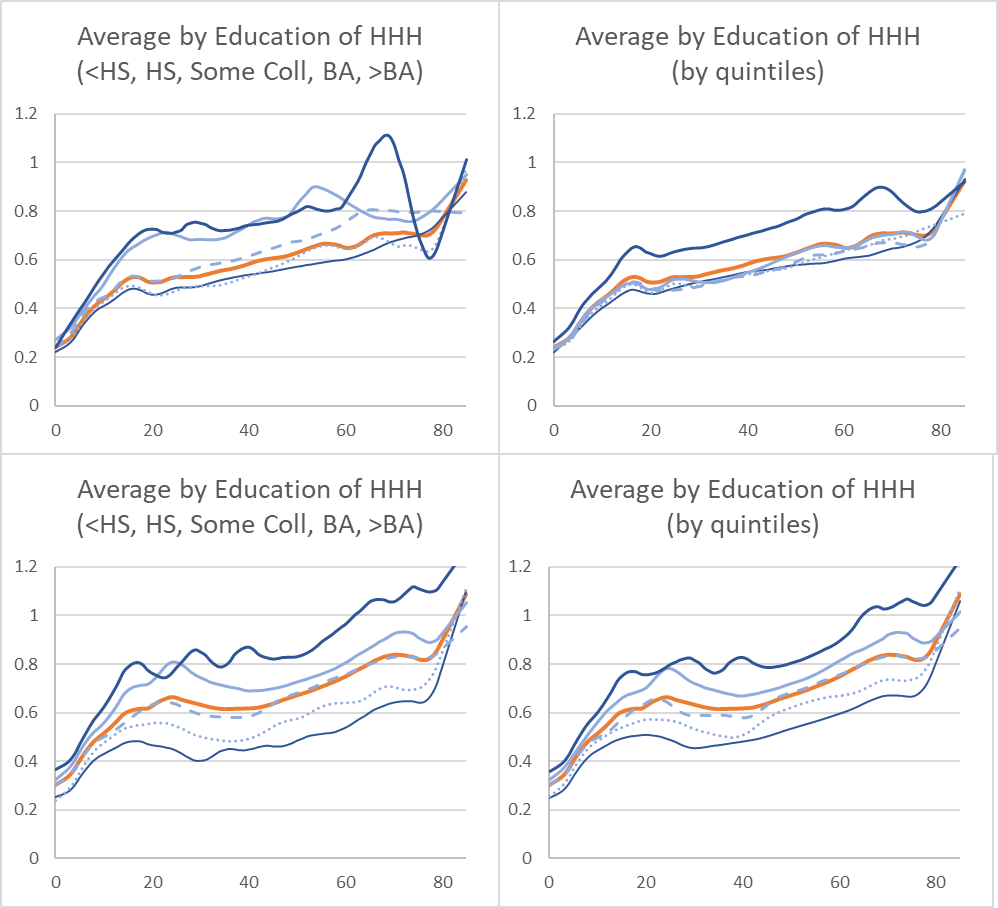 Average by Education of HHH
(<HS, HS, Some Coll, BA, >BA)
1.2
1
0.8
0.6
0.4
0.2
0
0 20 40 60 80
Average by Education of HHH
(by quintiles)
1.2
1
0.8
0.6
0.4
0.2
0
0 20 40 60 80
Average by Education of HHH
(<HS, HS, Some Coll, BA, >BA)
1.2
1
0.8
0.6
0.4
0.2
0
0 20 40 60 80
Average by Education of HHH
(by quintiles)
1.2
1
0.8
0.6
0.4
0.2
0
0 20 40 60 80